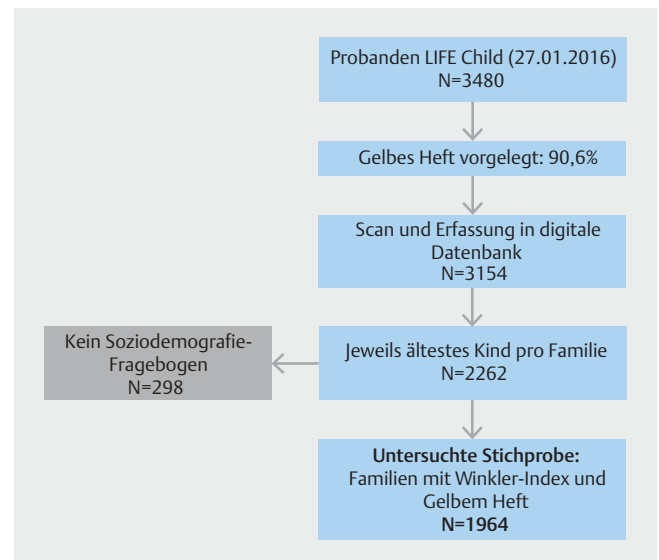 Probanden LIFE Child (27.01.2016)
N=3480
Gelbes Heft vorgelegt: 90,6%
Scan und Erfassung in digitale
Datenbank
N=3154
Jeweils ältestes Kind pro Familie
N=2262
Kein Soziodemografie-
Fragebogen
N=298
Untersuchte Stichprobe:
Familien mit Winkler-Index und
Gelbem Heft
N=1964